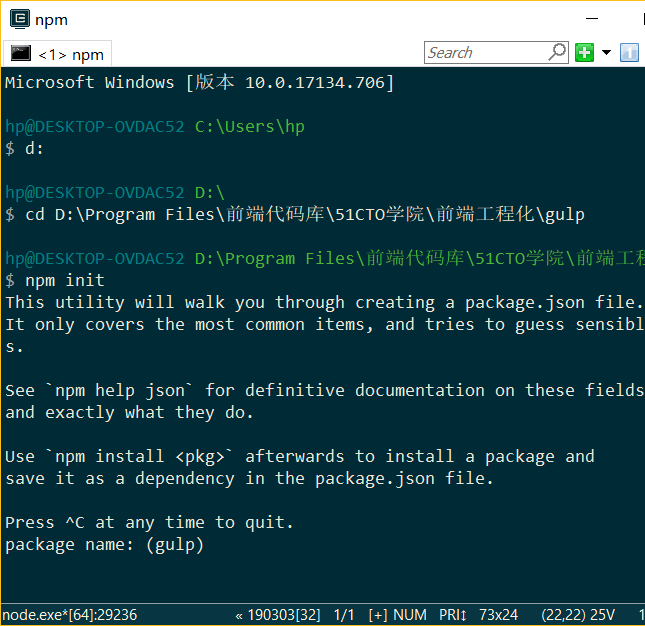 npm
<1> npm
Search
Microsoft Windows [版本 10.0.17134.706]
hp@DESKTOP-OVDAC52 C:\Users\hp
$ d:
hp@DESKTOP-OVDAC52 D:\
$ cd D:\Program Files\前端代码库\51CTO学院\前端工程化\gulp
hp@DESKTOP-OVDAC52 D:\Program Files\前端代码库\51CTO学院\前端工程
$ npm init
This utility will walk you through creating a package.json file.
It only covers the most common items, and tries to guess sensibl
s.
See `npm help json` for definitive documentation on these fields
and exactly what they do.
Use `npm install <pkg>` afterwards to install a package and
save it as a dependency in the package.json file.
Press ^C at any time to quit.
package name: (gulp)
node.exe*[64]:29236 « 190303[32] 1/1 [+] NUM PRI↕ 73x24 (22,22) 25V 1